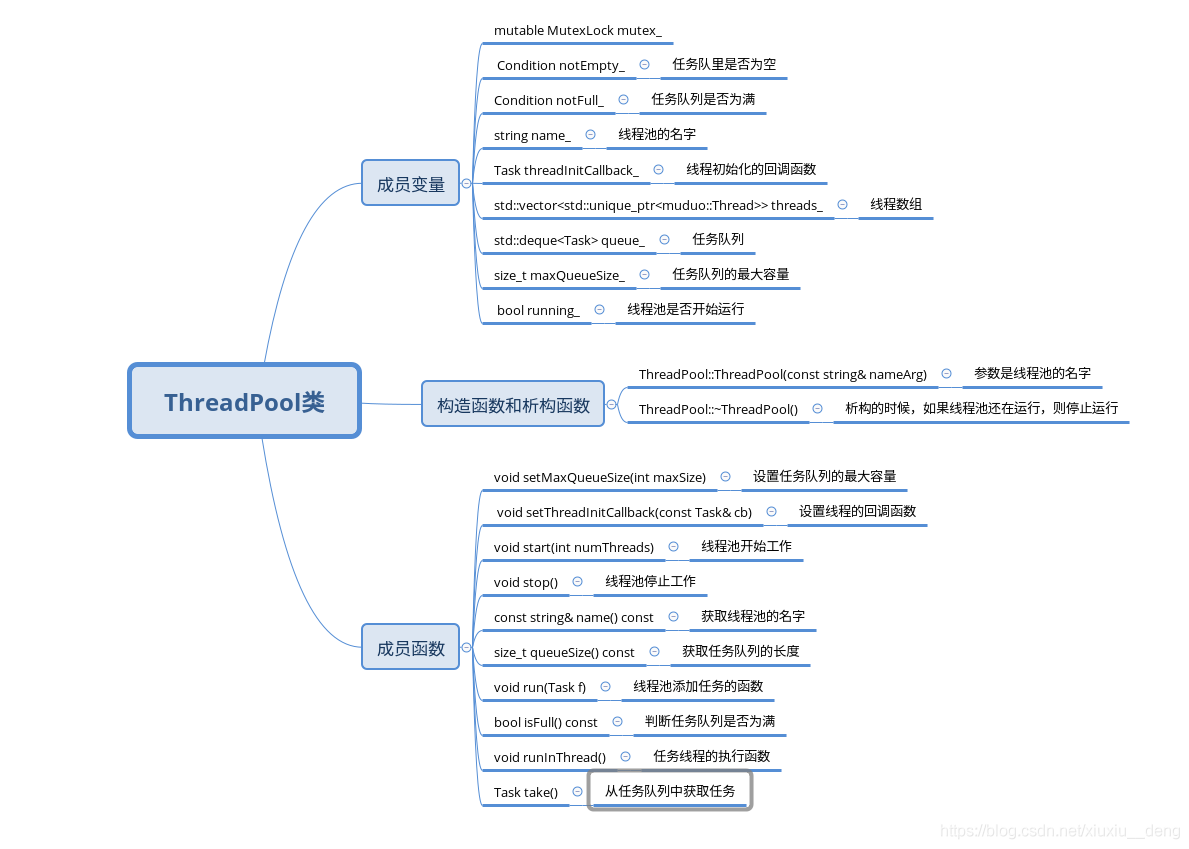 mutable MutexLock mutex_
Condition notEmpty_ 任务队里是否为空
Condition notFull_ 任务队列是否为满
string name_ 线程池的名字
Task threadInitCallback_ 线程初始化的回调函数
成员变量
std::vector<std::unique_ptr<muduo::Thread>> threads_ 线程数组
std::deque<Task> queue_ 任务队列
size_t maxQueueSize_ 任务队列的最大容量
bool running_ 线程池是否开始运行
ThreadPool类
构造函数和析构函数
ThreadPool::ThreadPool(const string& nameArg) 参数是线程池的名字
ThreadPool::~ThreadPool() 析构的时候，如果线程池还在运行，则停止运行
void setMaxQueueSize(int maxSize) 设置任务队列的最大容量
void setThreadInitCallback(const Task& cb) 设置线程的回调函数
void start(int numThreads) 线程池开始工作
void stop() 线程池停止工作
const string& name() const 获取线程池的名字
成员函数
size_t queueSize() const 获取任务队列的长度
void run(Task f) 线程池添加任务的函数
bool isFull() const 判断任务队列是否为满
void runInThread() 任务线程的执行函数
Task take() 从任务队列中获取任务
https://blog.csdn.net/xiuxiu__deng